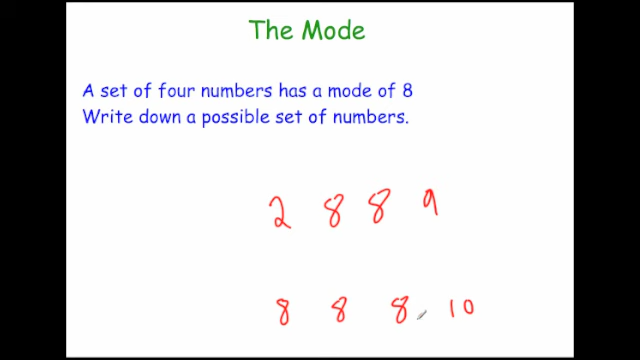 The Mode
A set of four numbers has a mode of 8
Write down a possible set of numbers.
2 8 8 9
8 8 8 10